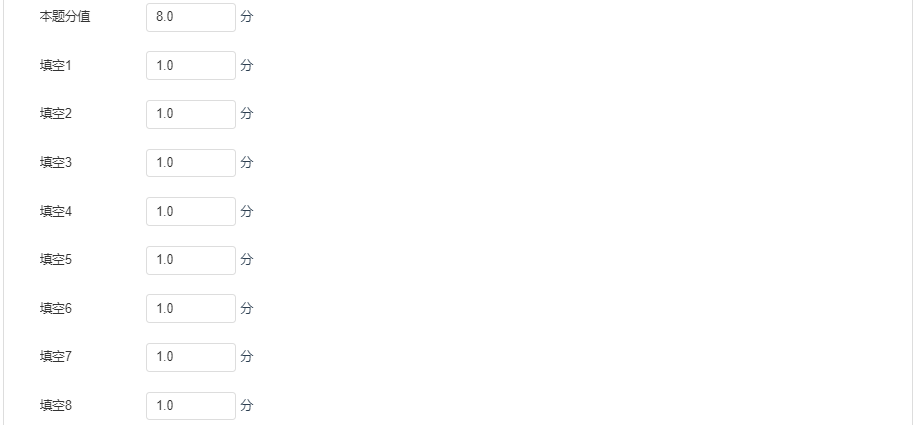 本题分值 8.0 分
填空1 1.0 分
填空2 1.0 分
填空3 1.0 分
填空4 1.0 分
填空5 1.0 分
填空6 1.0 分
填空7 1.0 分
填空8 1.0 分